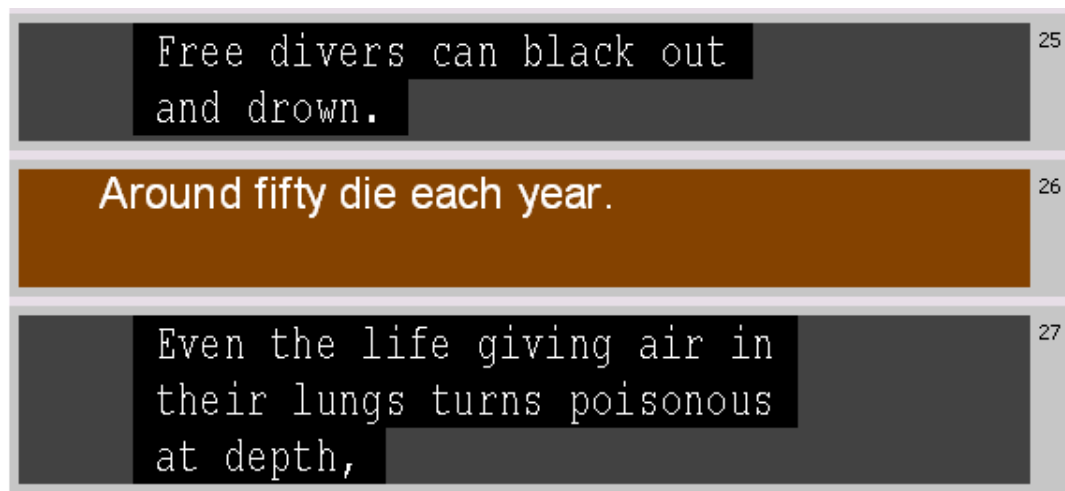 Free divers can black out
and drown.
25
Around fifty die each year.
26
Even the life giving air in
their lungs turns poisonous
at depth,
27